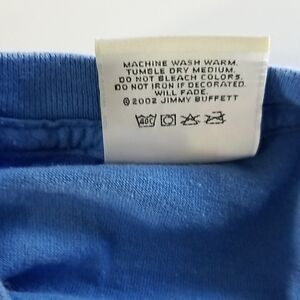 MACHINE WASH WARM.
TUMBLE DRY MEDIUM.
DO NOT BLEACH COLORS.
DO NOT IRON IF DECORATED.
WILL FADE.
©2002 JIMMY BUFFETT
40C